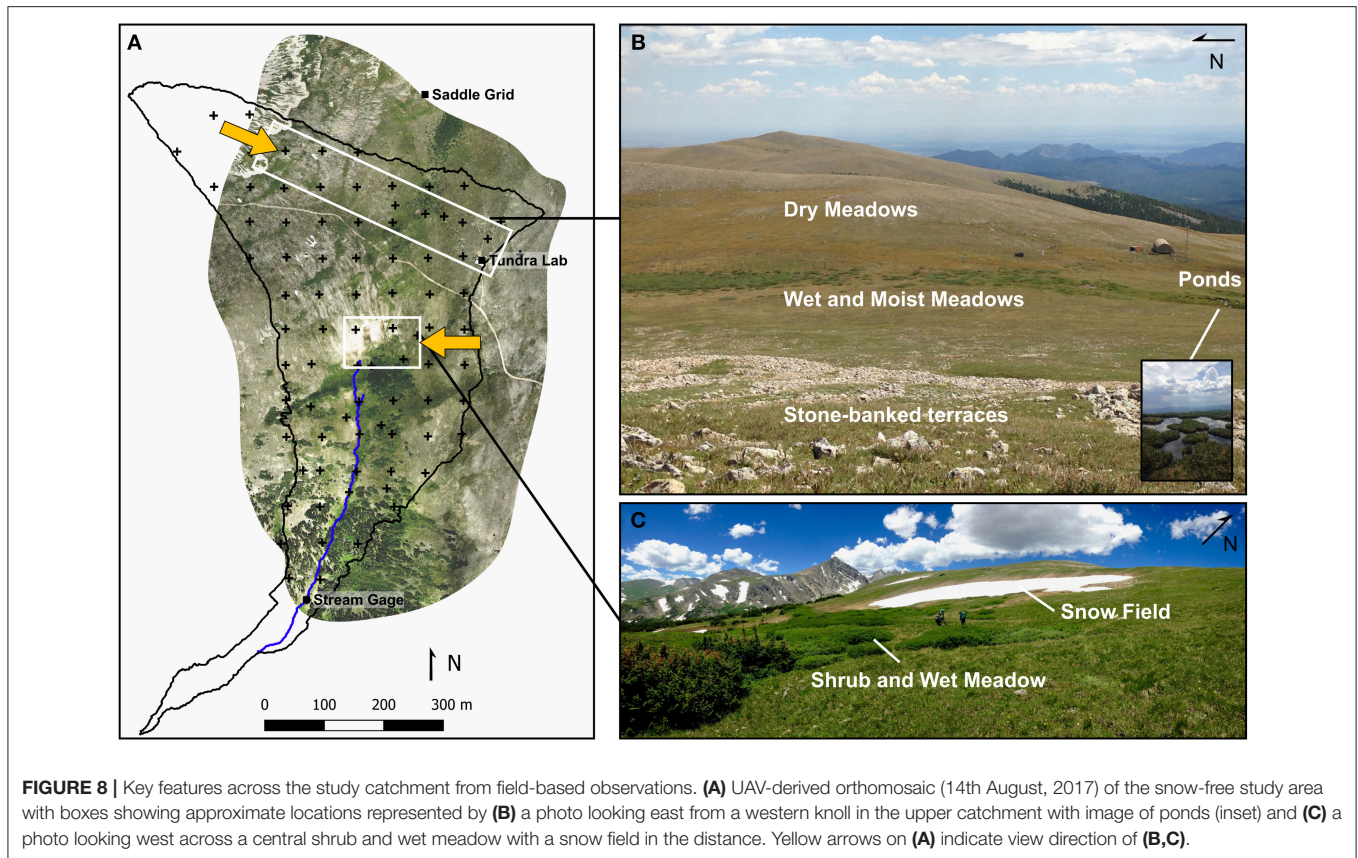 A
Saddle Grid
Tundra Lab
Stream Gage
N
0 100 200 300 m
B
N
Dry Meadows
Ponds
Wet and Moist Meadows
Stone-banked terraces
C
N
Snow Field
Shrub and Wet Meadow
FIGURE 8 | Key features across the study catchment from field-based observations. (A) UAV-derived orthomosaic (14th August, 2017) of the snow-free study area
with boxes showing approximate locations represented by (B) a photo looking east from a western knoll in the upper catchment with image of ponds (inset) and (C) a
photo looking west across a central shrub and wet meadow with a snow field in the distance. Yellow arrows on (A) indicate view direction of (B,C).